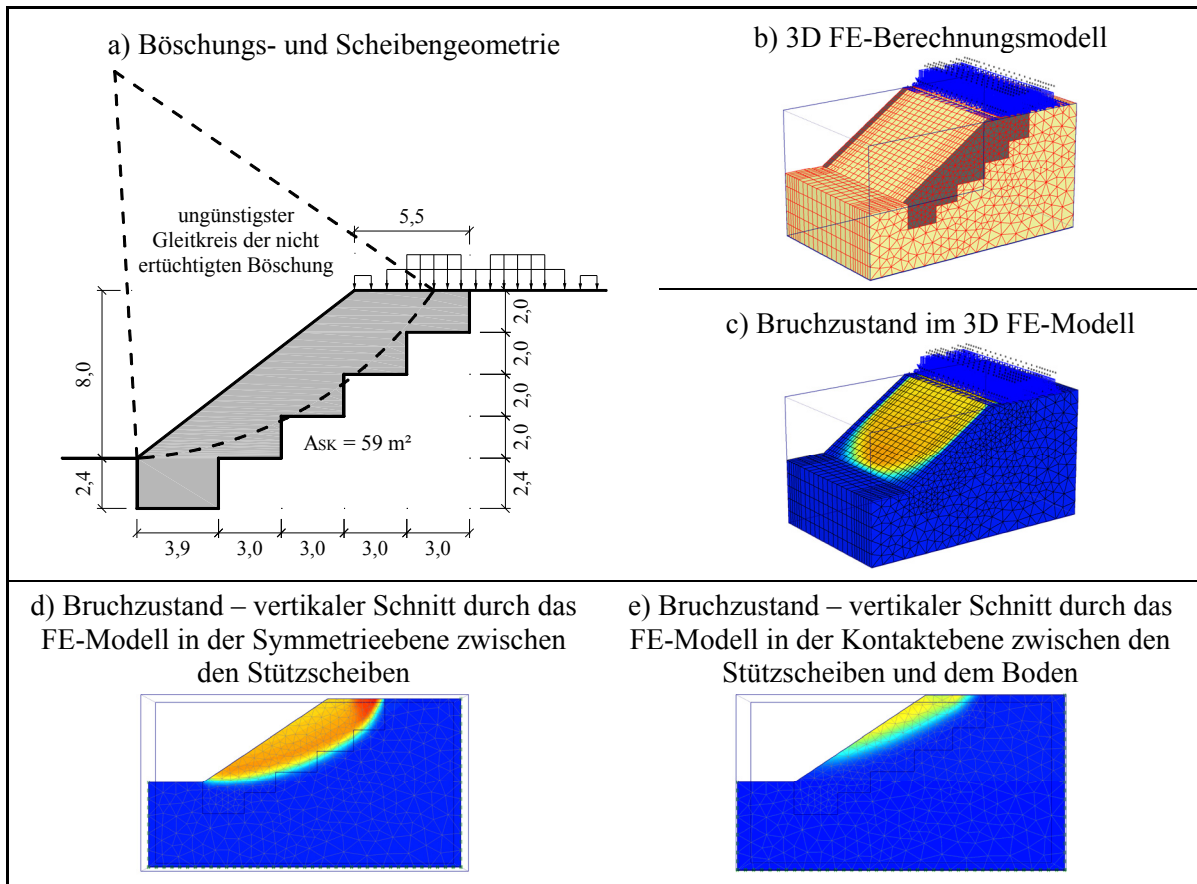 a) Böschungs- und Scheibengeometrie
ungünstigster
Gleitkreis der nicht
ertüchtigten Böschung
5,5
8,0
2,4
2,0
2,0
2,0
2,0
2,4
ASK = 59 m²
3,9
3,0
3,0
3,0
3,0
b) 3D FE-Berechnungsmodell
c) Bruchzustand im 3D FE-Modell
d) Bruchzustand – vertikaler Schnitt durch das
FE-Modell in der Symmetrieebene zwischen
den Stützscheiben
e) Bruchzustand – vertikaler Schnitt durch das
FE-Modell in der Kontaktebene zwischen den
Stützscheiben und dem Boden